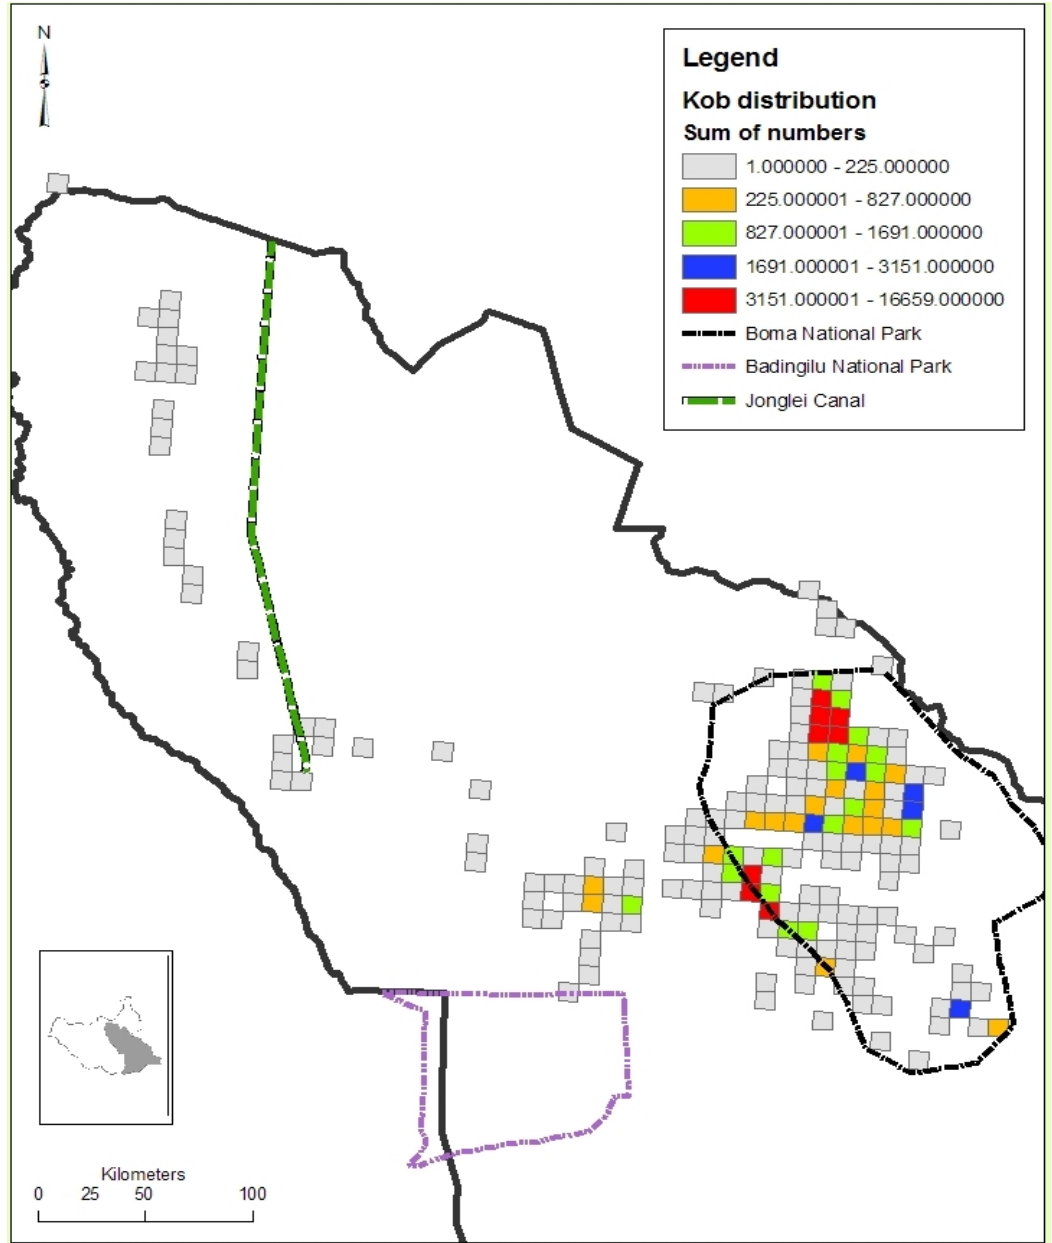 N
Legend
Kob distribution
Sum of numbers
1.000000 - 225.000000
225.000001 - 827.000000
827.000001 - 1691.000000
1691.000001 - 3151.000000
3151.000001 - 16659.000000
Boma National Park
Badingilu National Park
Jonglei Canal
Kilometers
0 25 50 100